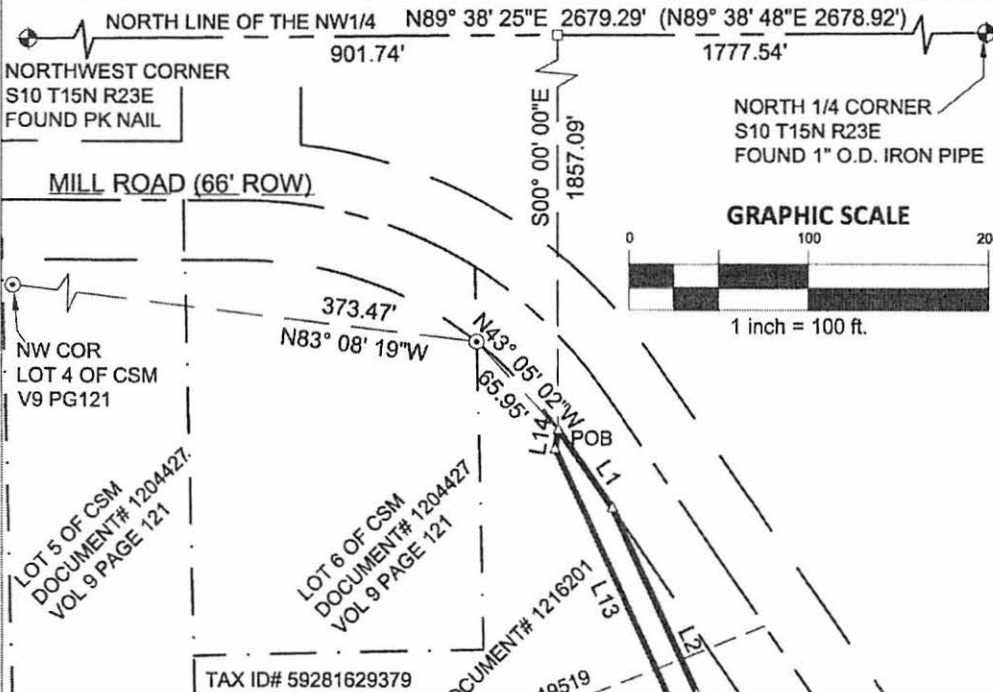 NORTH LINE OF THE NW1/4
N89° 38' 25"E 2679.29' (N89° 38' 48"E 2678.92')
901.74'
1777.54'
NORTHWEST CORNER
S10 T15N R23E
FOUND PK NAIL
NORTH 1/4 CORNER
S10 T15N R23E
FOUND 1" O.D. IRON PIPE
S00° 00' 00"E
1857.09'
MILL ROAD (66' ROW)
GRAPHIC SCALE
0 100 20
1 inch = 100 ft.
373.47'
N83° 08' 19"W
NW COR
LOT 4 OF CSM
V9 PG121
N43° 05' 02"W
65.95'
L14
POB
L1
LOT 5 OF CSM
DOCUMENT# 1204427
VOL 9 PAGE 121
LOT 6 OF CSM
DOCUMENT# 1204427
VOL 9 PAGE 121
L13
L2
DOCUMENT# 1216201
19519
TAX ID# 59281629379